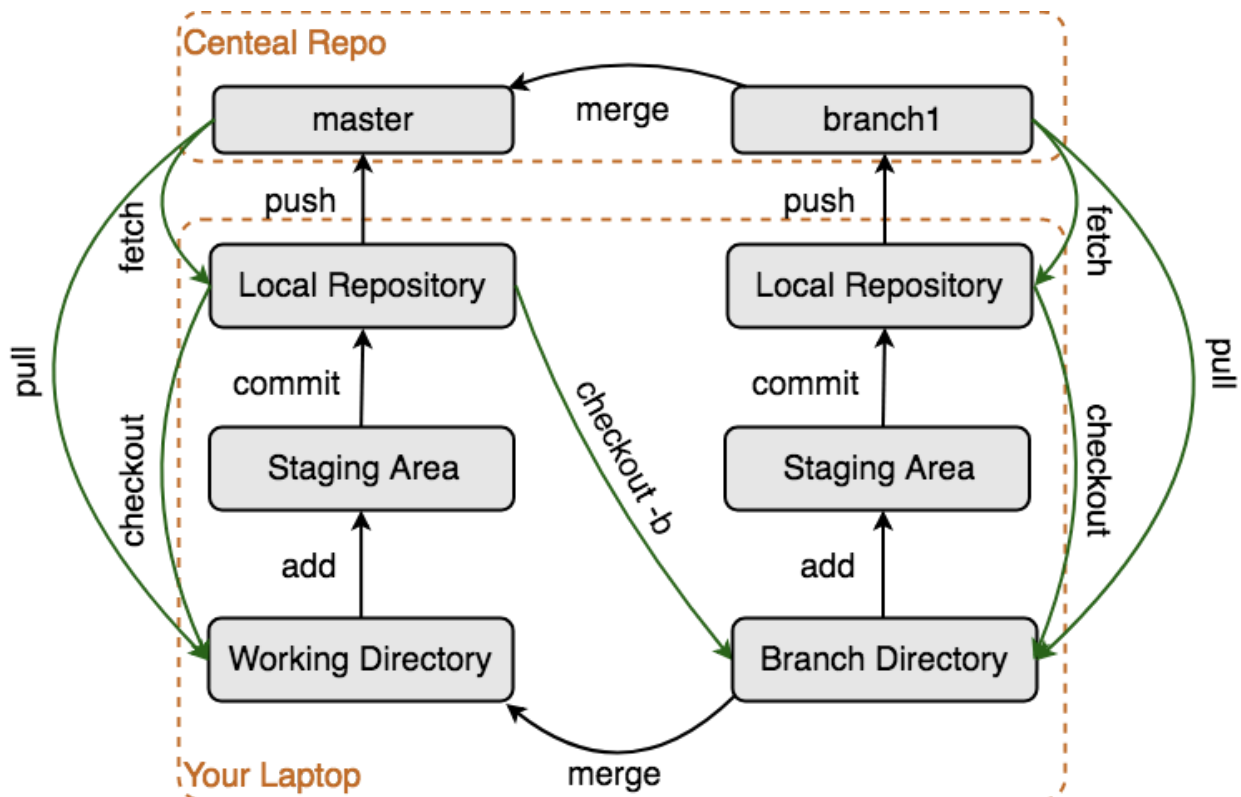 Centeal Repo
master
merge
branch1
push
push
fetch
fetch
Local Repository
Local Repository
pull
pull
commit
commit
checkout
checkout -b
checkout
Staging Area
Staging Area
add
add
Working Directory
Branch Directory
merge
Your Laptop